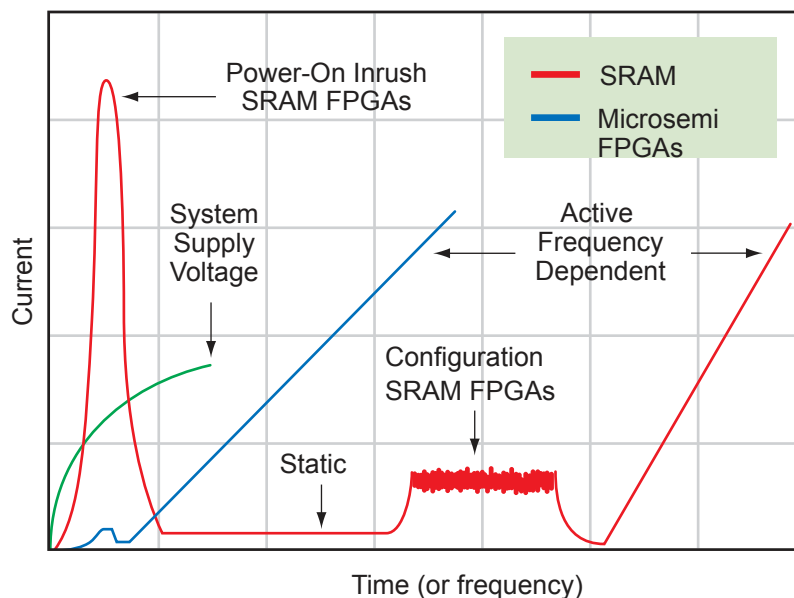 Power-On Inrush
SRAM FPGAs
SRAM
Microsemi
FPGAs
System
Supply
Voltage
Active
Frequency
Dependent
Current
Configuration
SRAM FPGAs
Static
Time (or frequency)